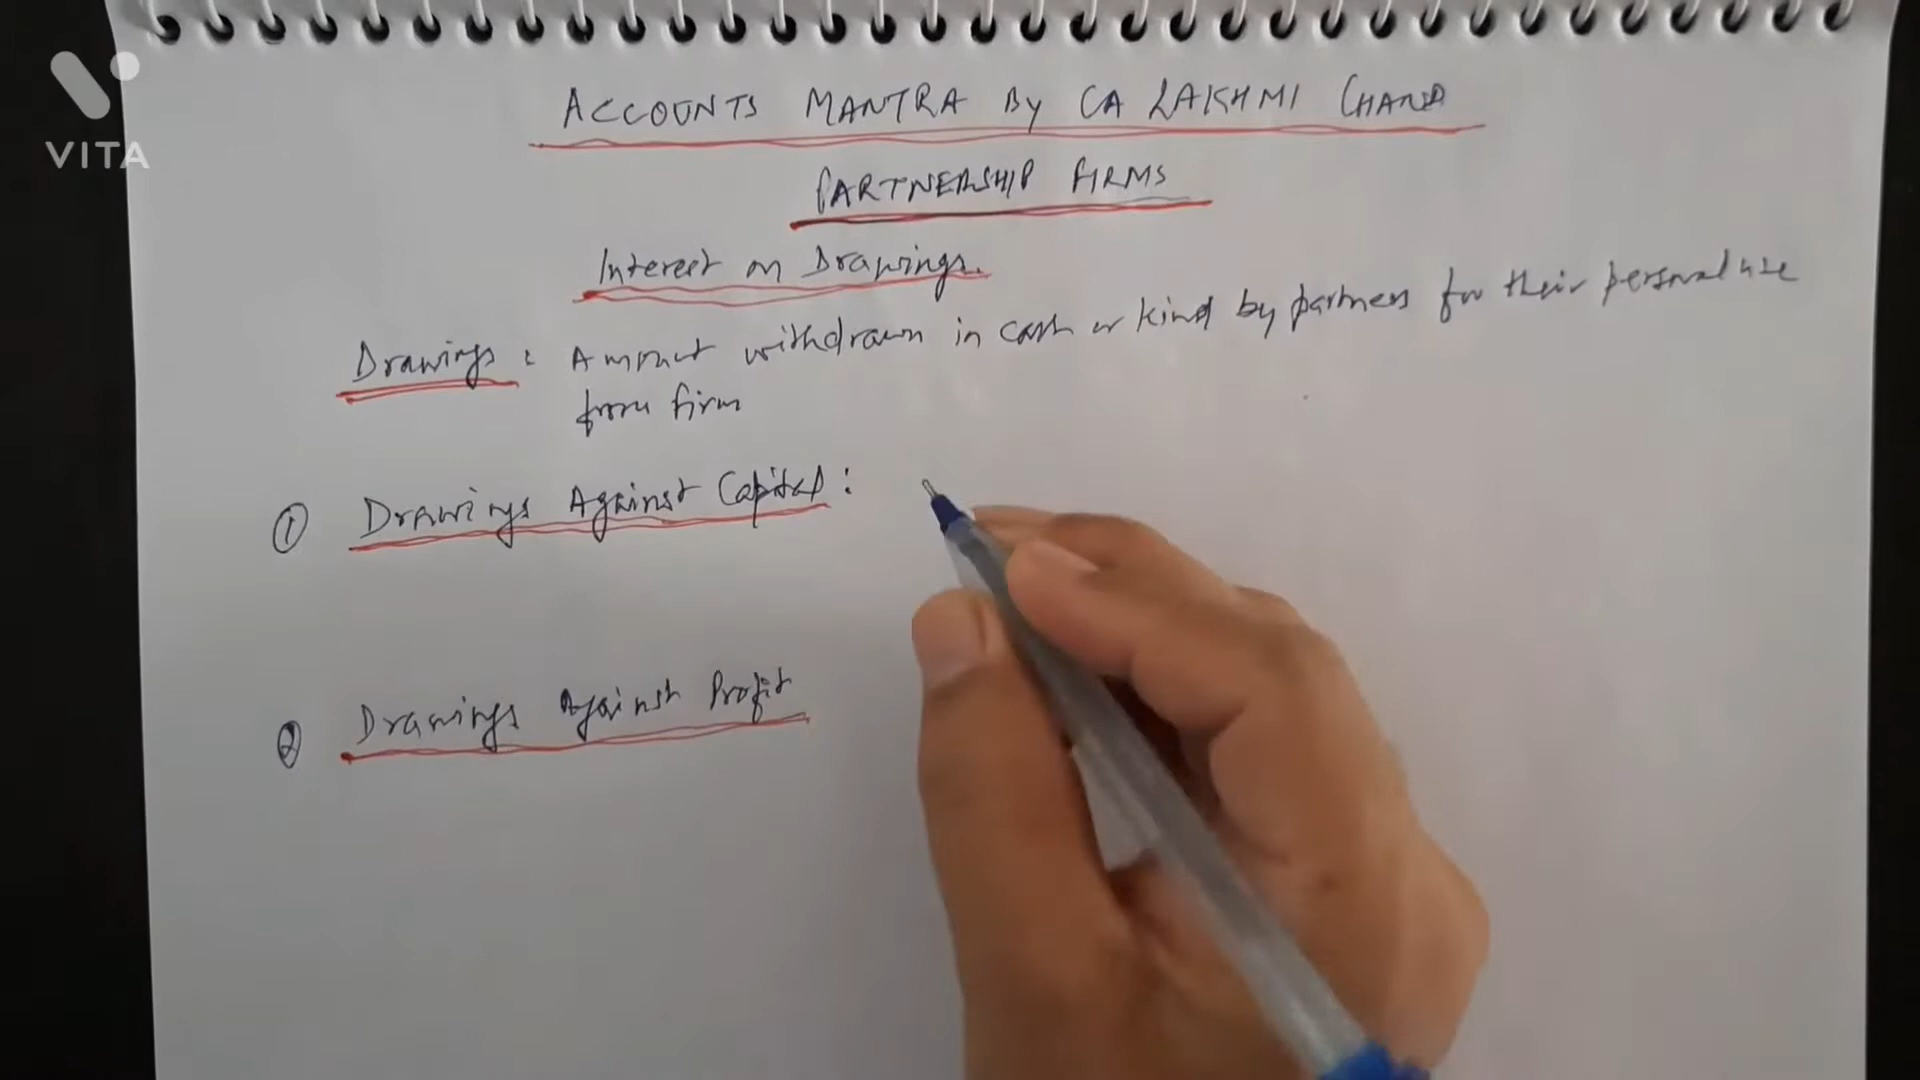 VITA
ACCOUNTS MANTRA By CA LAKHMI CHAND
PARTNERSHIP FIRMS
Interest on Drawings.
Drawings : Amount withdrawn in cash or kind by partners for their personal use
from firm
① Drawings Against Capital :
② Drawings Against Profit